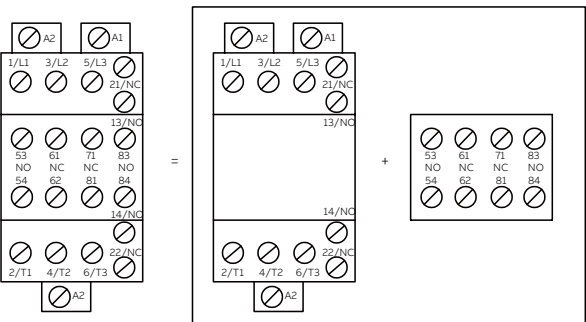 A2 A1
1/L1 3/L2 5/L3
21/NC
13/NO
53 61 71 83
NO NC NC NO
54 62 81 84
14/NO
22/NC
2/T1 4/T2 6/T3
A2
=
A2 A1
1/L1 3/L2 5/L3
21/NC
13/NO
14/NO
22/NC
2/T1 4/T2 6/T3
A2
+
53 61 71 83
NO NC NC NO
54 62 81 84